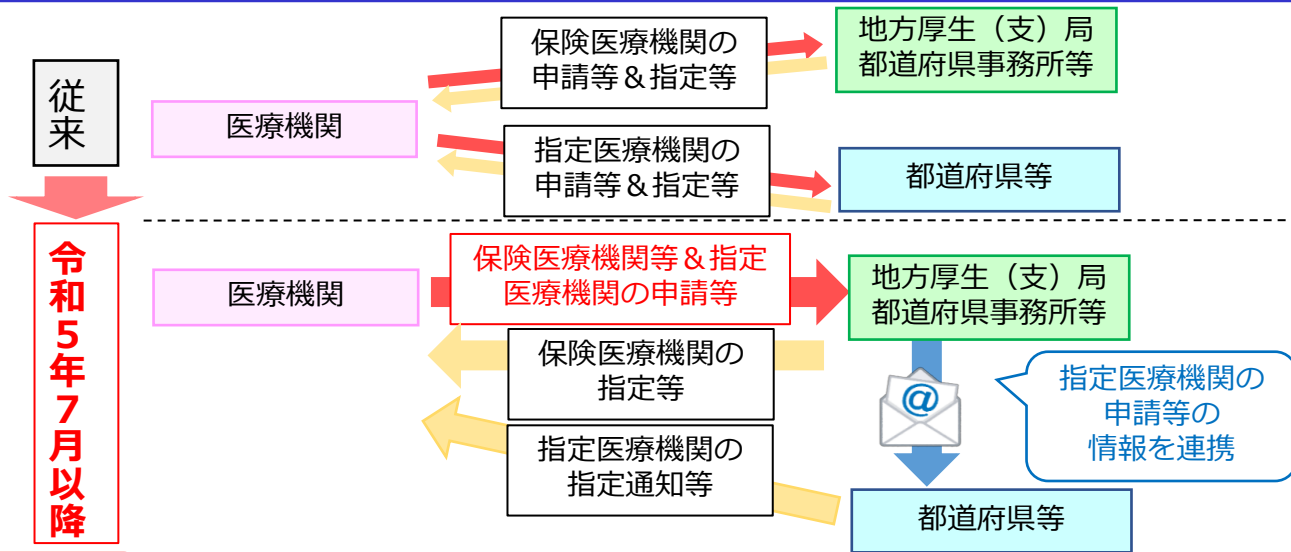 従来
医療機関
保険医療機関の
申請等＆指定等
地方厚生（支）局
都道府県事務所等
指定医療機関の
申請等＆指定等
都道府県等
令和５年７月以降
医療機関
保険医療機関等＆指定
医療機関の申請等
地方厚生（支）局
都道府県事務所等
保険医療機関の
指定等
@
指定医療機関の
申請等の
情報を連携
指定医療機関の
指定通知等
都道府県等